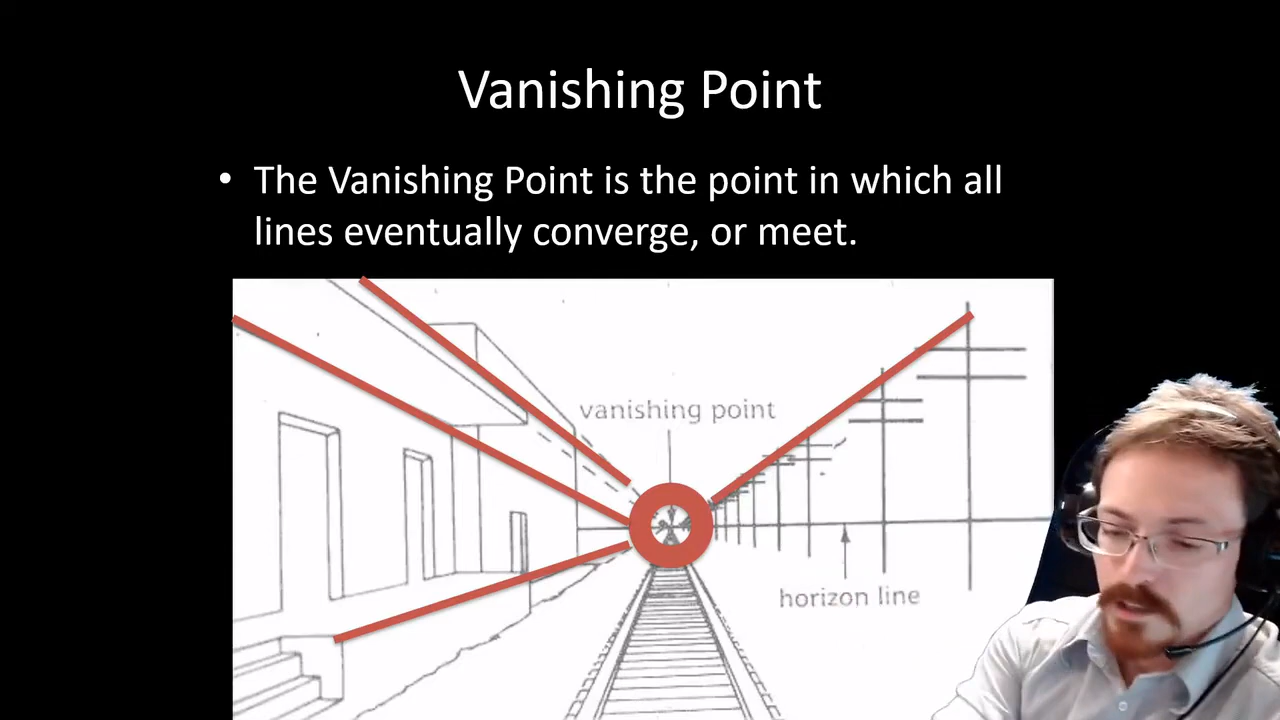 Vanishing Point
• The Vanishing Point is the point in which all
lines eventually converge, or meet.
vanishing point
horizon line